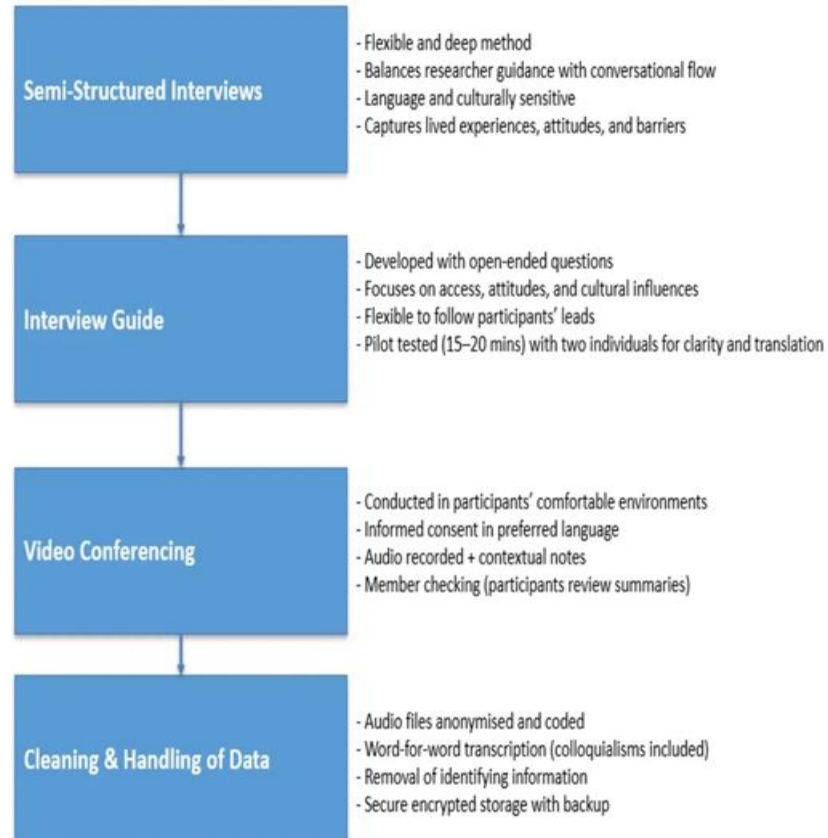 Semi-Structured Interviews
- Flexible and deep method
- Balances researcher guidance with conversational flow
- Language and culturally sensitive
- Captures lived experiences, attitudes, and barriers
Interview Guide
- Developed with open-ended questions
- Focuses on access, attitudes, and cultural influences
- Flexible to follow participants' leads
- Pilot tested (15–20 mins) with two individuals for clarity and translation
Video Conferencing
- Conducted in participants' comfortable environments
- Informed consent in preferred language
- Audio recorded + contextual notes
- Member checking (participants review summaries)
Cleaning & Handling of Data
- Audio files anonymised and coded
- Word-for-word transcription (colloquialisms included)
- Removal of identifying information
- Secure encrypted storage with backup